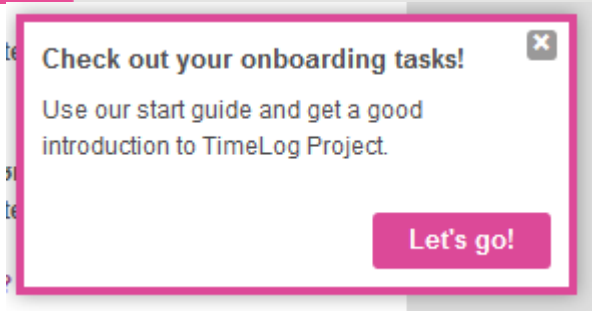 Check out your onboarding tasks!
Use our start guide and get a good
introduction to TimeLog Project.
Let's go!